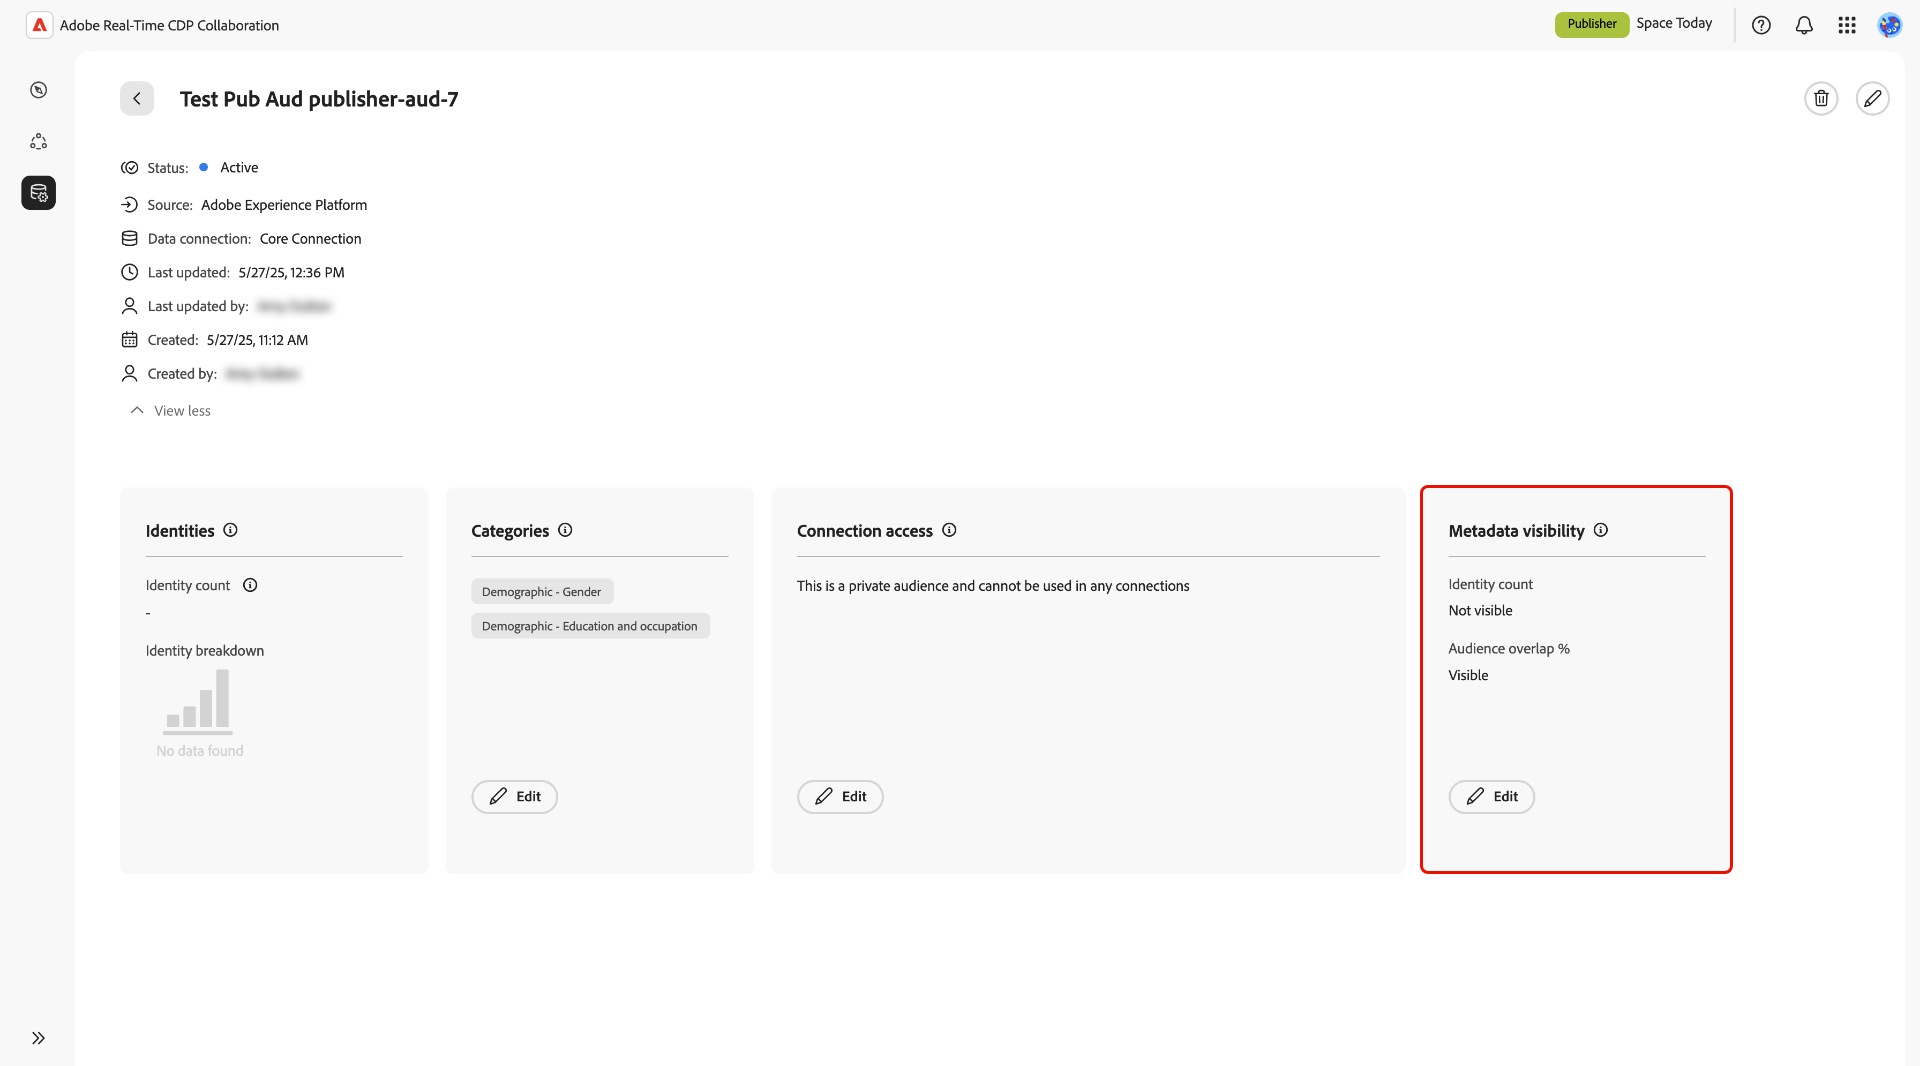 Adobe Real-Time CDP Collaboration
Publisher Space Today
Test Pub Aud publisher-aud-7
Status: Active
Source: Adobe Experience Platform
Data connection: Core Connection
Last updated: 5/27/25, 12:36 PM
Last updated by:
Created: 5/27/25, 11:12 AM
Created by:
View less
Identities
Identity count
-
Identity breakdown
No data found
Categories
Demographic - Gender
Demographic - Education and occupation
Edit
Connection access
This is a private audience and cannot be used in any connections
Edit
Metadata visibility
Identity count
Not visible
Audience overlap %
Visible
Edit